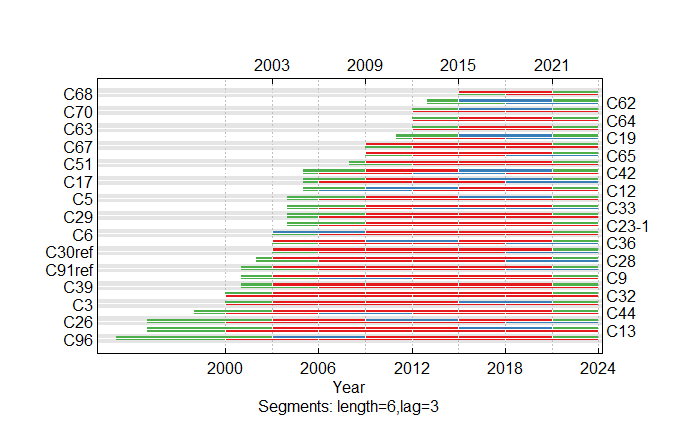 2003 2009 2015 2021
C68
C62
C70
C64
C63
C19
C67
C65
C51
C42
C17
C12
C5
C33
C29
C23-1
C6
C36
C30ref
C28
C91ref
C9
C39
C32
C3
C44
C26
C13
C96
2000 2006 2012 2018 2024
Year
Segments: length=6,lag=3